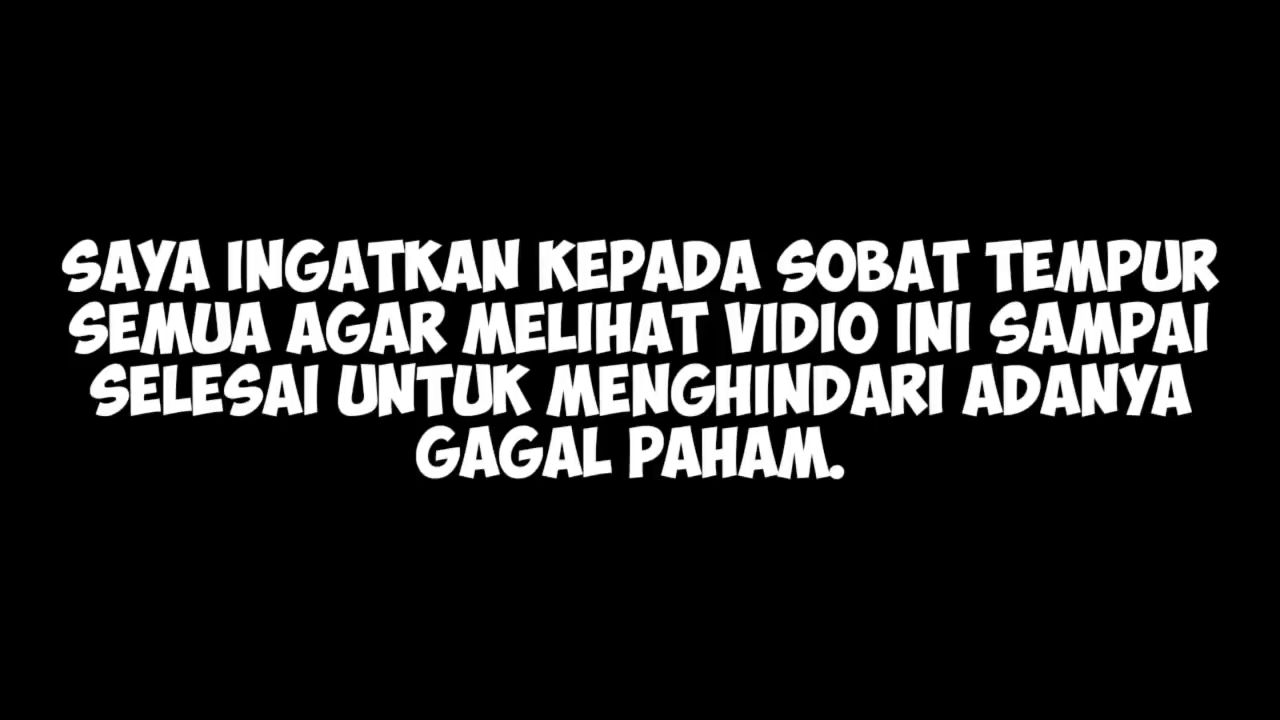 SAYA INGATKAN KEPADA SOBAT TEMPUR
SEMUA AGAR MELIHAT VIDIO INI SAMPAI
SELESAI UNTUK MENGHINDARI ADANYA
GAGAL PAHAM.